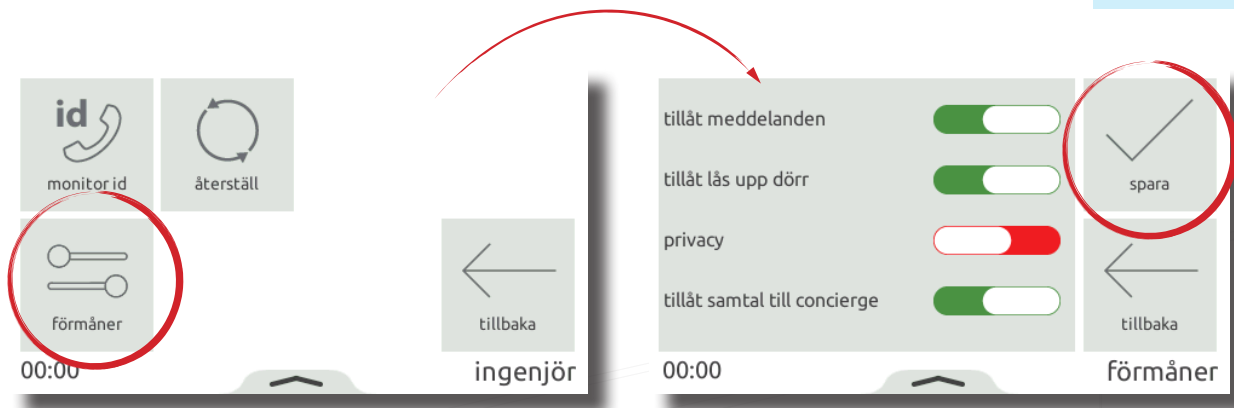 id
monitor id
återställ
förmåner
tillbaka
00:00
ingenjör
tillåt meddelanden
tillåt lås upp dörr
privacy
tillåt samtal till concierge
spara
tillbaka
00:00
förmåner